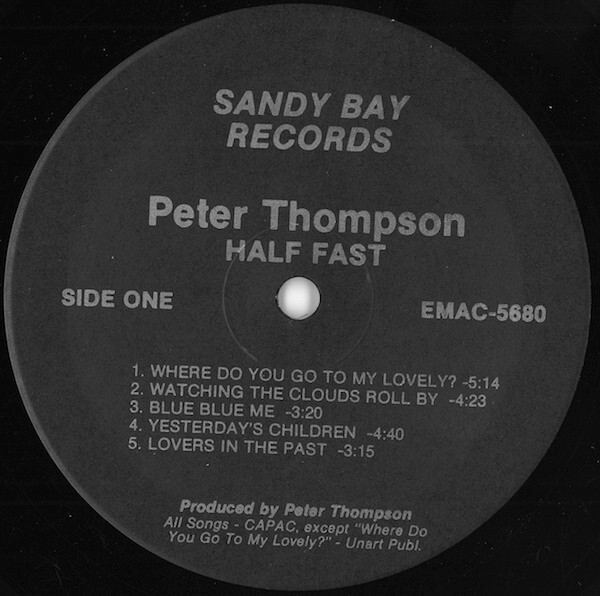 SANDY BAY
RECORDS
Peter Thompson
HALF FAST
SIDE ONE
EMAC-5680
1. WHERE DO YOU GO TO MY LOVELY? -5:14
2. WATCHING THE CLOUDS ROLL BY -4:23
3. BLUE BLUE ME -3:20
4. YESTERDAY'S CHILDREN -4:40
5. LOVERS IN THE PAST -3:15
Produced by Peter Thompson
All Songs - CAPAC, except "Where Do
You Go To My Lovely?" - Unart Publ.